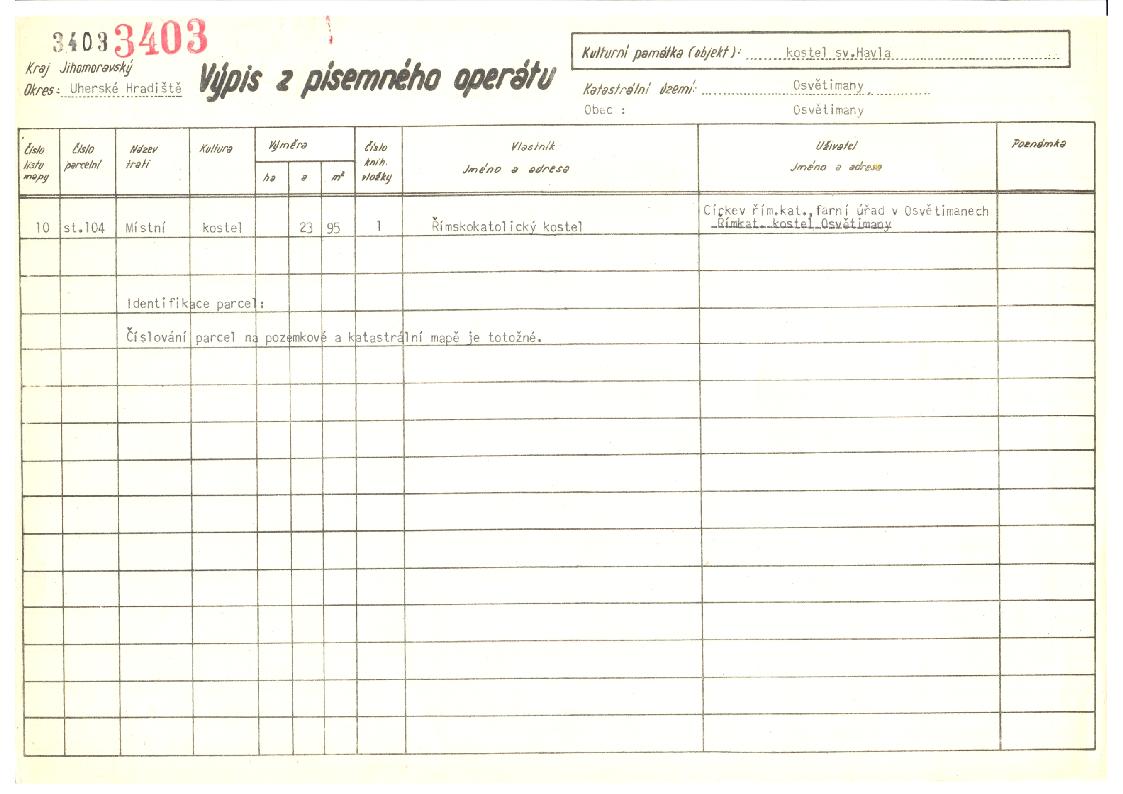 3403 3403
Kraj Jihomoravský
Okres: Uherské Hradiště
Výpis z písemného operátu
Kulturní památka (objekt): kostel sv.Havla
Katastrální území: Osvětimany
Obec : Osvětimany
Číslo listu mapy
Číslo parcelní
Název trati
Kultura
Výměra
ha a m²
Číslo knih. vložky
Vlastník
Jméno a adresa
Uživatel
Jméno a adresa
Poznámka
Církev řím.kat.,farní úřad v Osvětimanech
10 st.104 Místní kostel 23 95 1 Římskokatolický kostel Římkat. kostel Osvětimany
Identifikace parcel:
Číslování parcel na pozemkové a katastrální mapě je totožné.